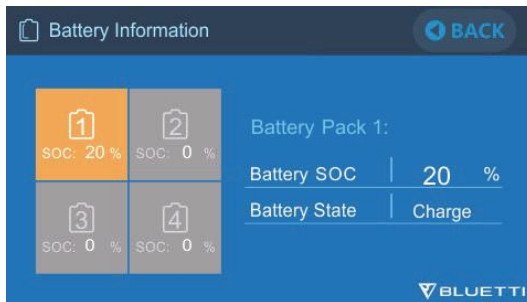 Battery Information
BACK
1
SOC: 20 %
2
SOC: 0 %
3
SOC: 0 %
4
SOC: 0 %
Battery Pack 1:
Battery SOC 20 %
Battery State Charge
BLUETTI